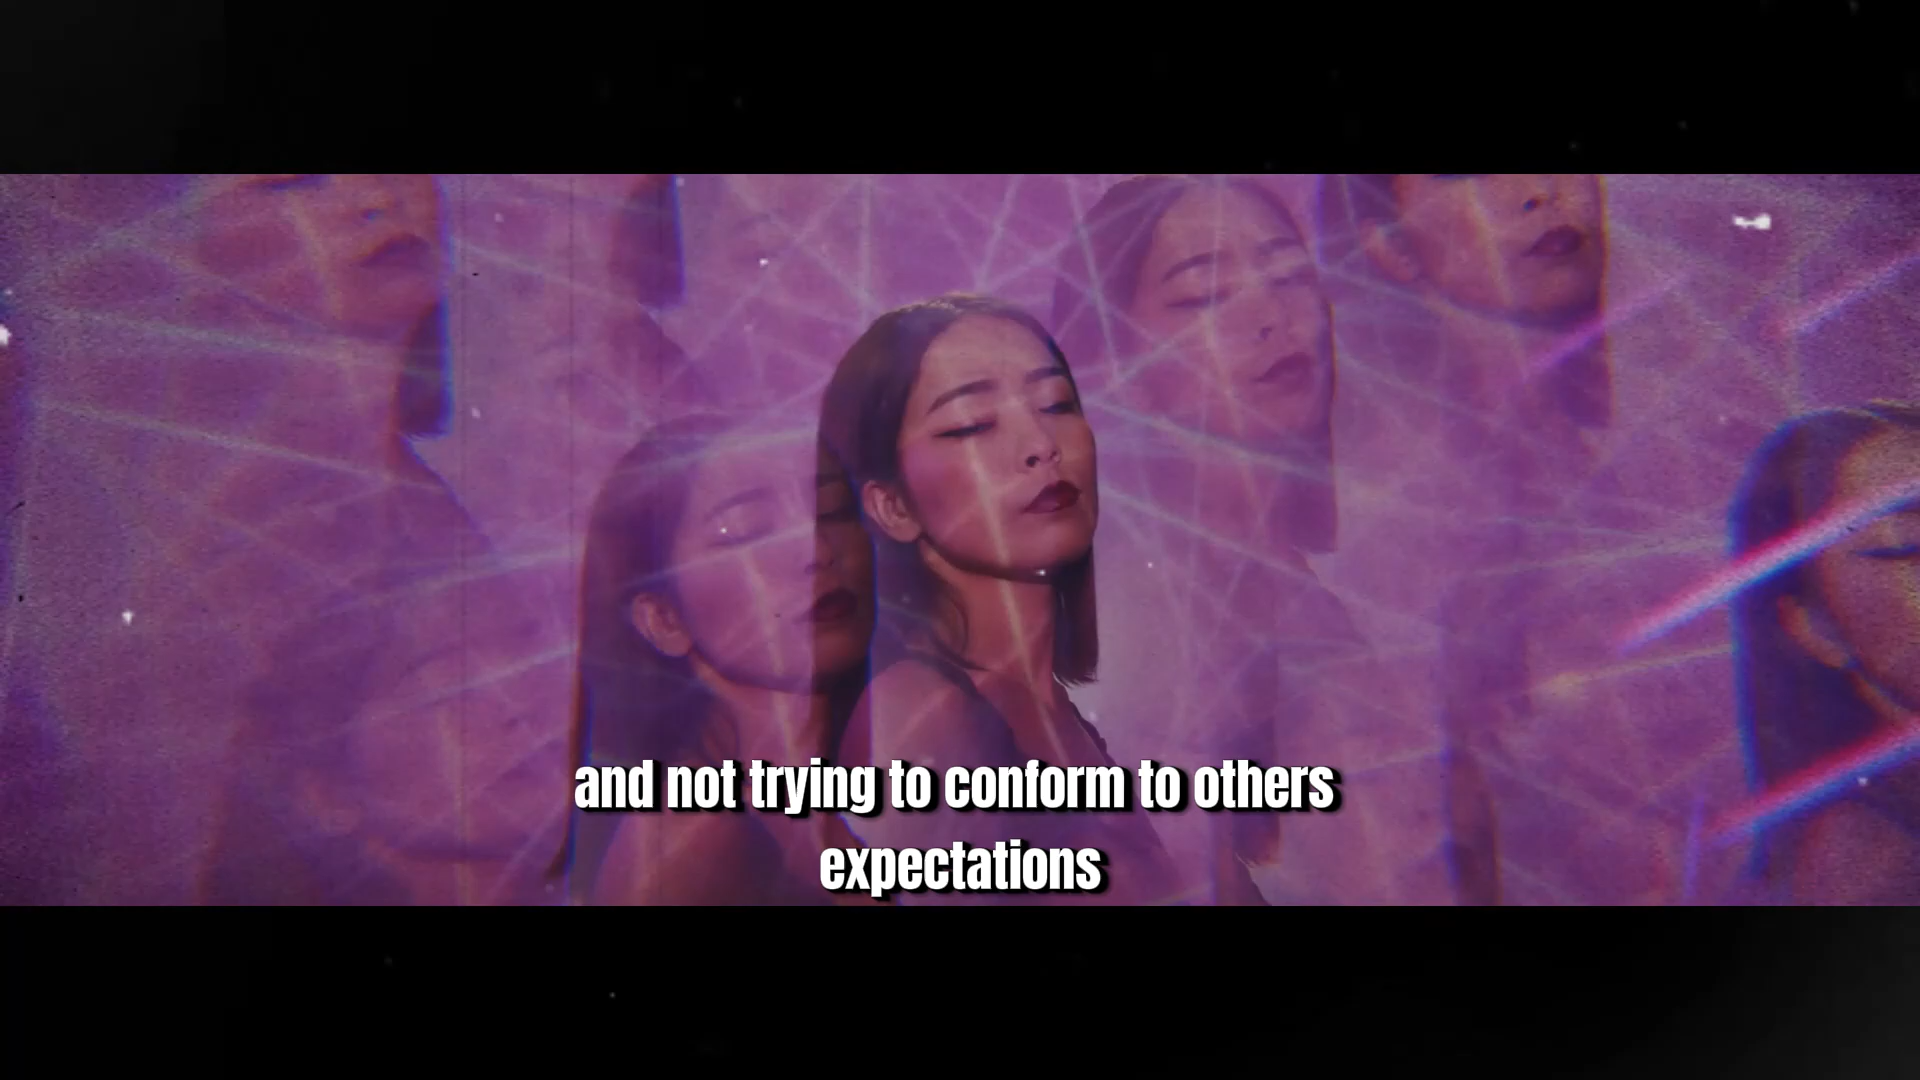 and not trying to conform to others
expectations